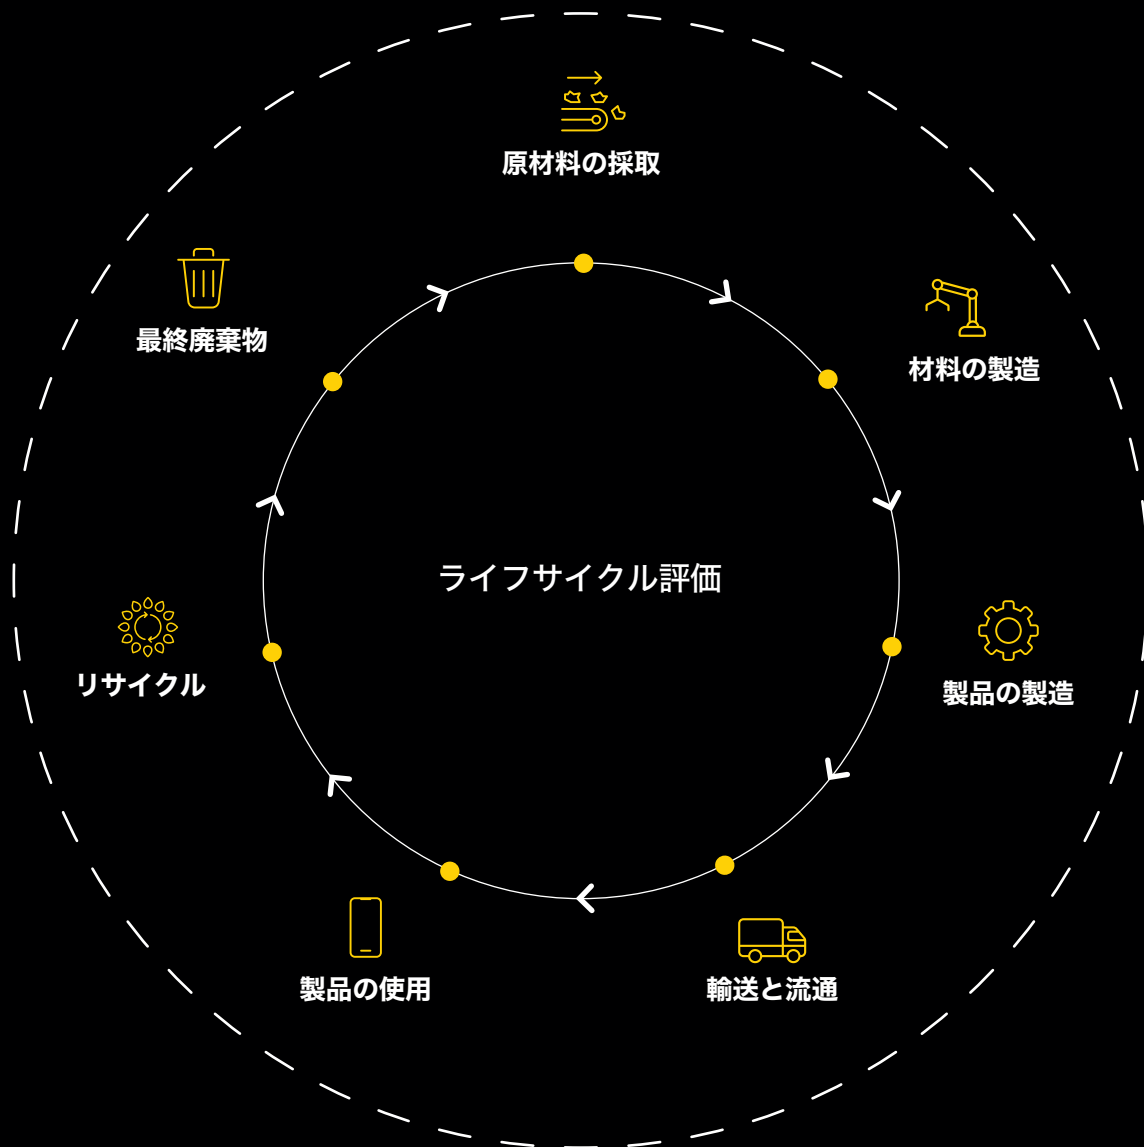 原材料の採取
最終廃棄物
材料の製造
ライフサイクル評価
リサイクル
製品の製造
製品の使用
輸送と流通